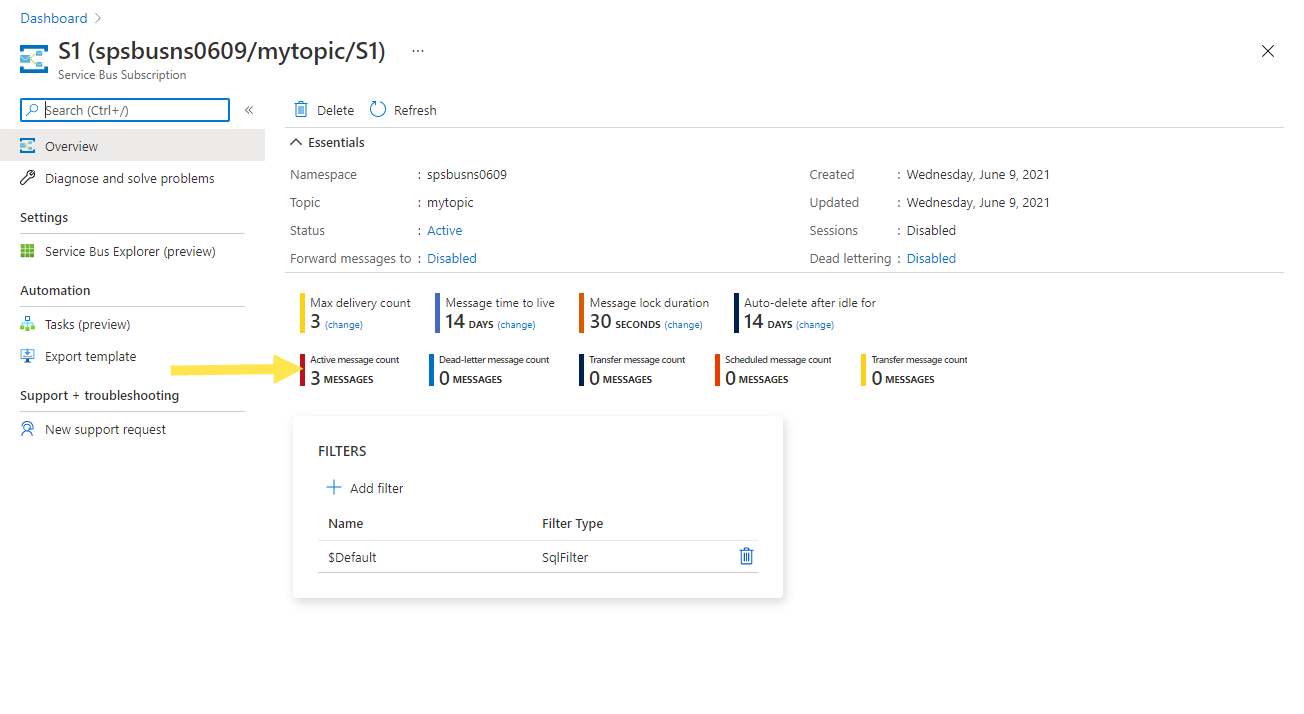 Dashboard
S1 (spsbusns0609/mytopic/S1) ...
Service Bus Subscription
Search (Ctrl+/)
«
Delete Refresh
Overview
Diagnose and solve problems
Settings
Service Bus Explorer (preview)
Automation
Tasks (preview)
Export template
Support + troubleshooting
New support request
Essentials
Namespace : spsbusns0609
Topic : mytopic
Status : Active
Forward messages to : Disabled
Created : Wednesday, June 9, 2021
Updated : Wednesday, June 9, 2021
Sessions : Disabled
Dead lettering : Disabled
Max delivery count
3 (change)
Message time to live
14 DAYS (change)
Message lock duration
30 SECONDS (change)
Auto-delete after idle for
14 DAYS (change)
Active message count
3 MESSAGES
Dead-letter message count
0 MESSAGES
Transfer message count
0 MESSAGES
Scheduled message count
0 MESSAGES
Transfer message count
0 MESSAGES
FILTERS
Add filter
Name Filter Type
$Default SqlFilter